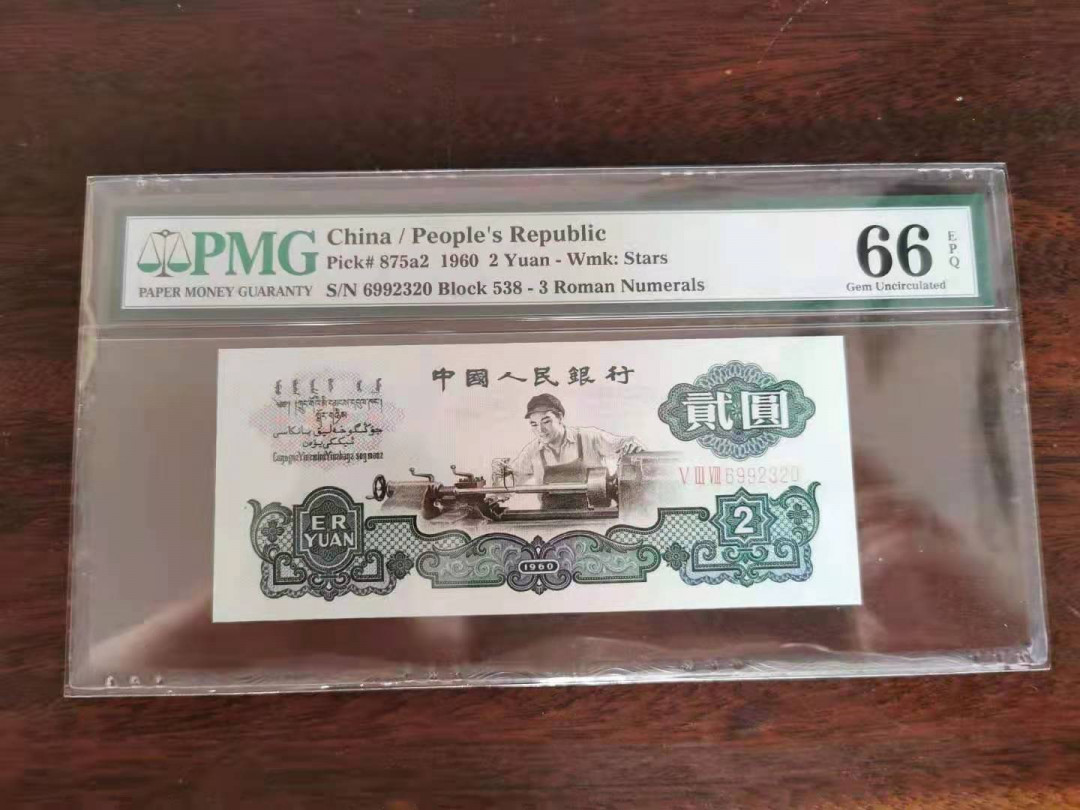 PMG
PAPER MONEY GUARANTY
China / People's Republic
Pick# 875a2 1960 2 Yuan - Wmk: Stars
S/N 6992320 Block 538 - 3 Roman Numerals
66
EPQ
Gem Uncirculated
中國人民銀行
貳圓
V III VIII 6992320
ER
YUAN
1960
2